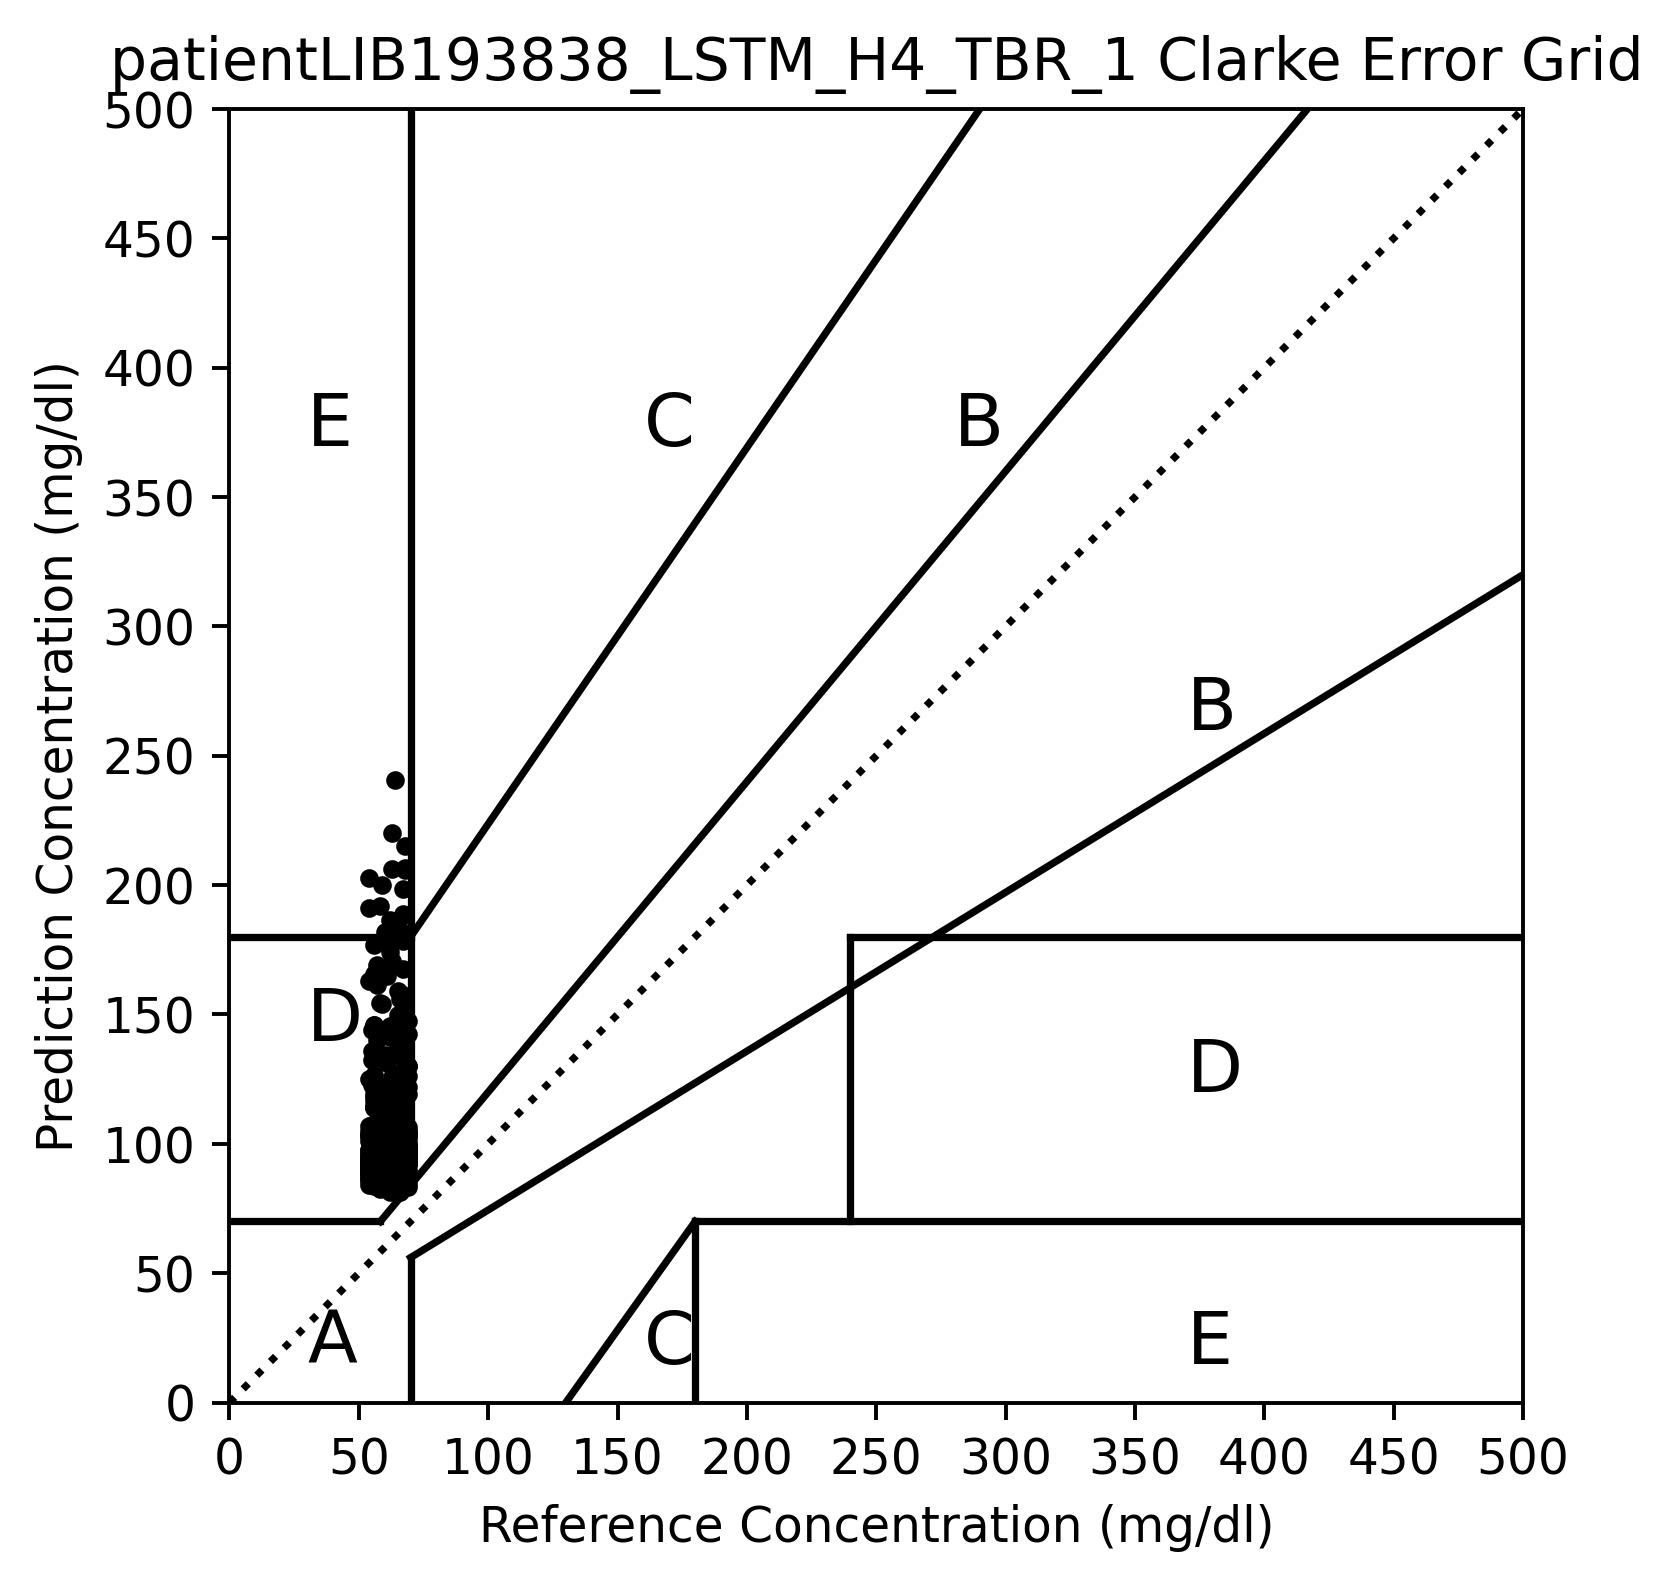 patientLIB193838_LSTM_H4_TBR_1 Clarke Error Grid
Prediction Concentration (mg/dl)
500
450
400
350
300
250
200
150
100
50
0
E
C
B
B
D
D
A
C
E
0 50 100 150 200 250 300 350 400 450 500
Reference Concentration (mg/dl)